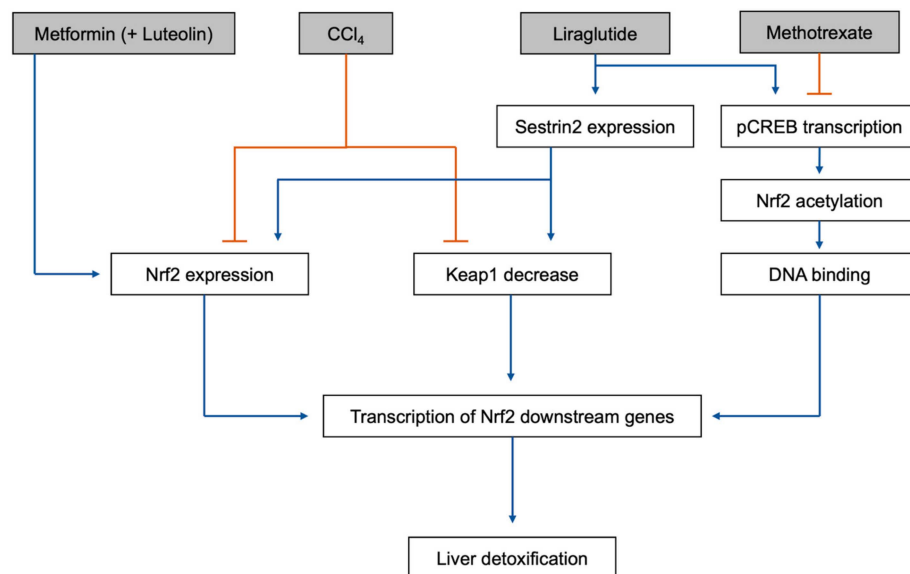 Metformin (+ Luteolin)
CCl₄
Liraglutide
Methotrexate
Sestrin2 expression
pCREB transcription
Nrf2 acetylation
Nrf2 expression
Keap1 decrease
DNA binding
Transcription of Nrf2 downstream genes
Liver detoxification